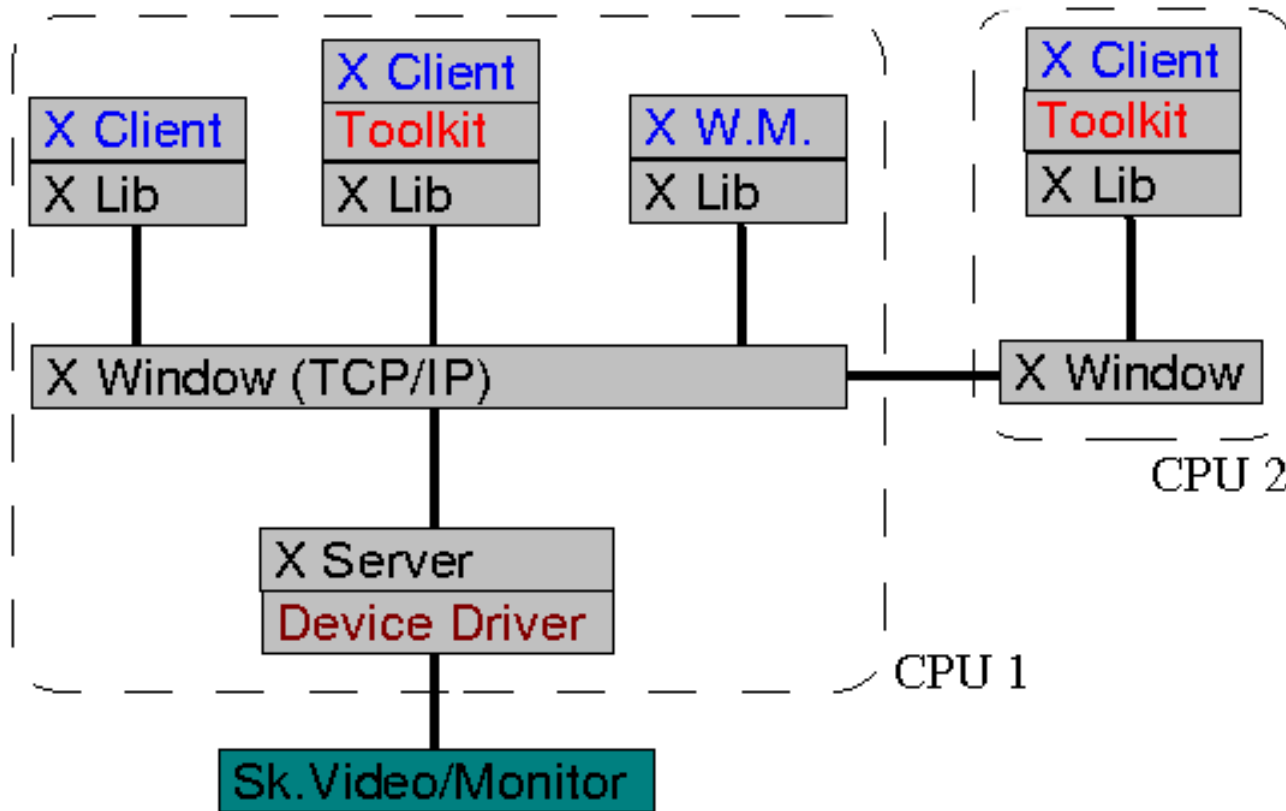 X Client
X Lib
X Client
Toolkit
X Lib
X W.M.
X Lib
X Client
Toolkit
X Lib
X Window (TCP/IP)
X Window
CPU 2
X Server
Device Driver
CPU 1
Sk.Video/Monitor